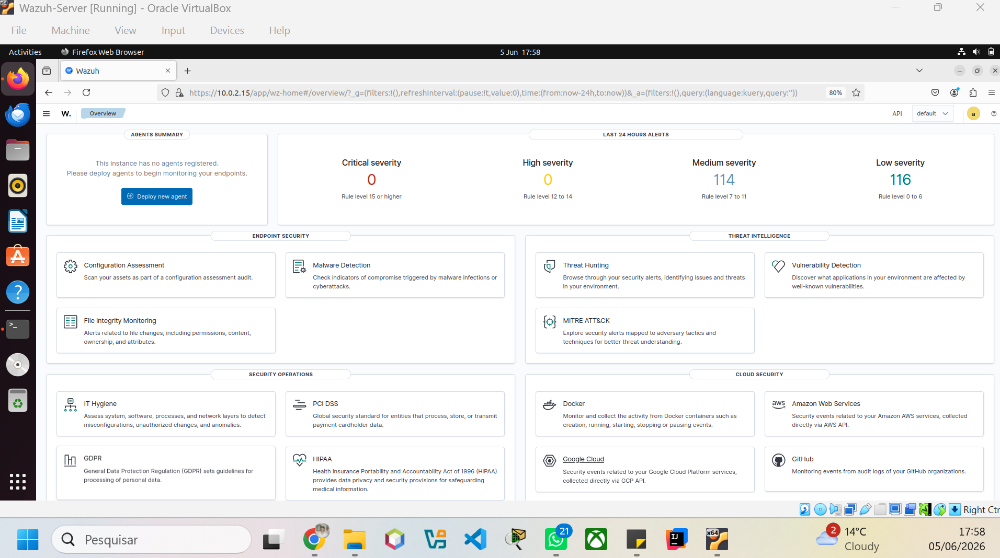 Wazuh-Server [Running] - Oracle VirtualBox
File Machine View Input Devices Help
Activities Firefox Web Browser 5 Jun 17:58
Wazuh
https://10.0.2.15/app/wz-home#/overview/?_g=(filters:!(),refreshInterval:(pause:!t,value:0),time:(from:now-24h,to:now))&_a=(filters:!(),query:(language:kuery,query:'')) 80%
W. Overview API default a
AGENTS SUMMARY
This instance has no agents registered.
Please deploy agents to begin monitoring your endpoints.
Deploy new agent
LAST 24 HOURS ALERTS
Critical severity
0
Rule level 15 or higher
High severity
0
Rule level 12 to 14
Medium severity
114
Rule level 7 to 11
Low severity
116
Rule level 0 to 6
ENDPOINT SECURITY
Configuration Assessment
Scan your assets as part of a configuration assessment audit.
Malware Detection
Check indicators of compromise triggered by malware infections or
cyberattacks.
File Integrity Monitoring
Alerts related to file changes, including permissions, content,
ownership, and attributes.
THREAT INTELLIGENCE
Threat Hunting
Browse through your security alerts, identifying issues and threats
in your environment.
Vulnerability Detection
Discover what applications in your environment are affected by
well-known vulnerabilities.
MITRE ATT&CK
Explore security alerts mapped to adversary tactics and
techniques for better threat understanding.
SECURITY OPERATIONS
IT Hygiene
Assess system, software, processes, and network layers to detect
misconfigurations, unauthorized changes, and anomalies.
PCI DSS
Global security standard for entities that process, store, or transmit
payment cardholder data.
GDPR
General Data Protection Regulation (GDPR) sets guidelines for
processing of personal data.
HIPAA
Health Insurance Portability and Accountability Act of 1996 (HIPAA)
provides data privacy and security provisions for safeguarding
medical information.
CLOUD SECURITY
Docker
Monitor and collect the activity from Docker containers such as
creation, running, starting, stopping or pausing events.
aws
Amazon Web Services
Security events related to your Amazon AWS services, collected
directly via AWS API.
Google Cloud
Security events related to your Google Cloud Platform services,
collected directly via GCP API.
GitHub
Monitoring events from audit logs of your GitHub organizations.
Right Ctr
Pesquisar
21
IJ
x64
2
14°C
Cloudy
17:58
05/06/2026